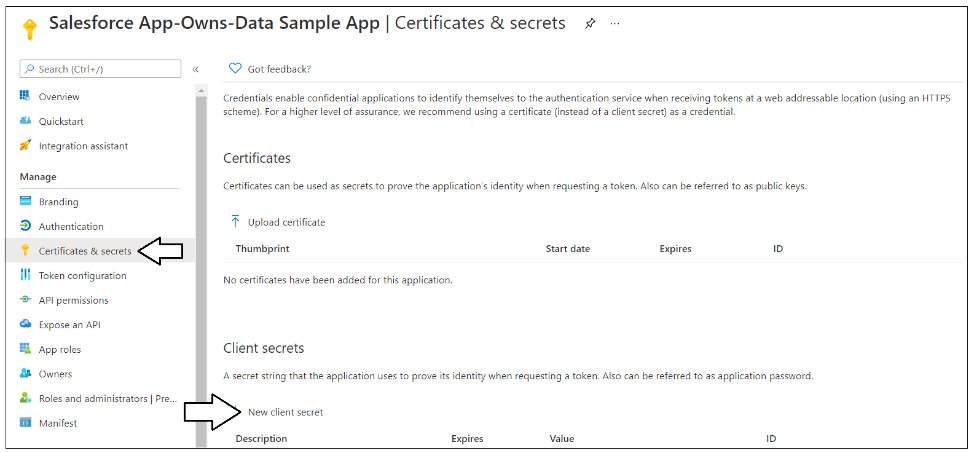 Salesforce App-Owns-Data Sample App | Certificates & secrets
Search (Ctrl+/)
Overview
Quickstart
Integration assistant
Manage
Branding
Authentication
Certificates & secrets
Token configuration
API permissions
Expose an API
App roles
Owners
Roles and administrators | Pre...
Manifest
Got feedback?
Credentials enable confidential applications to identify themselves to the authentication service when receiving tokens at a web addressable location (using an HTTPS
scheme). For a higher level of assurance, we recommend using a certificate (instead of a client secret) as a credential.
Certificates
Certificates can be used as secrets to prove the application's identity when requesting a token. Also can be referred to as public keys.
Upload certificate
Thumbprint Start date Expires ID
No certificates have been added for this application.
Client secrets
A secret string that the application uses to prove its identity when requesting a token. Also can be referred to as application password.
New client secret
Description Expires Value ID